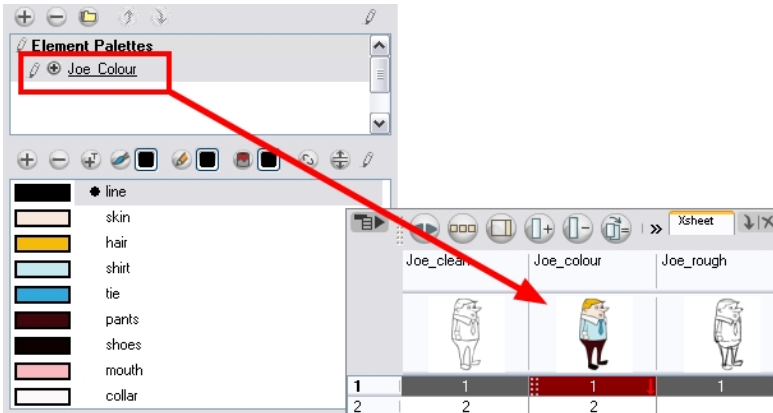 Element Palettes
Joe_Colour
line
skin
hair
shirt
tie
pants
shoes
mouth
collar
» Xsheet
Joe_clean Joe_colour Joe_rough
1 1 1 1
2 2 2